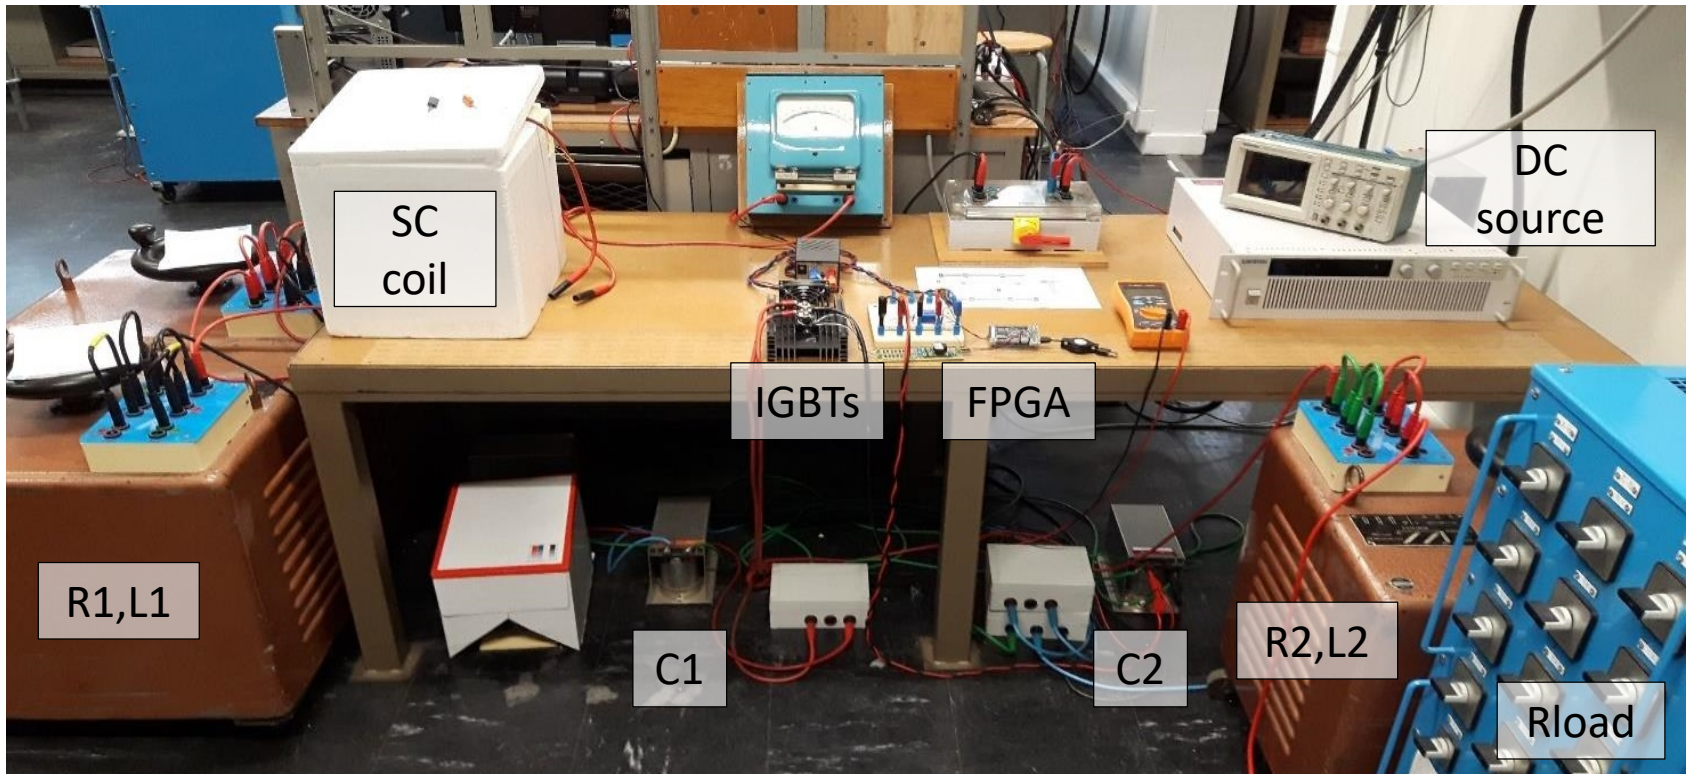 SC
coil
DC
source
IGBTs
FPGA
R1,L1
C1
C2
R2,L2
Rload